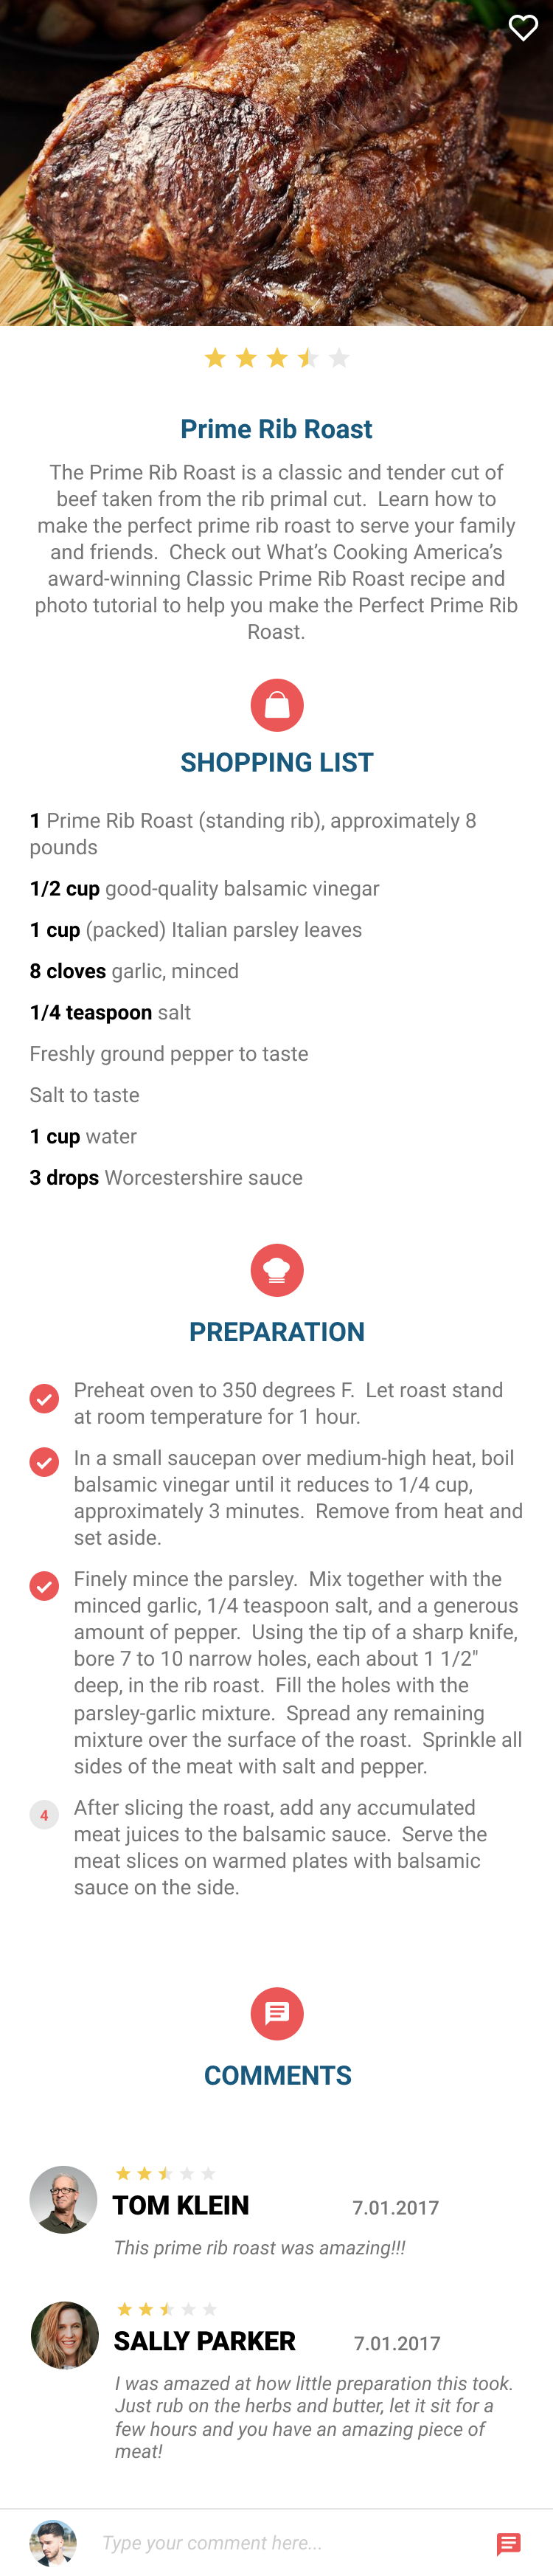 Prime Rib Roast
The Prime Rib Roast is a classic and tender cut of
beef taken from the rib primal cut. Learn how to
make the perfect prime rib roast to serve your family
and friends. Check out What’s Cooking America’s
award-winning Classic Prime Rib Roast recipe and
photo tutorial to help you make the Perfect Prime Rib
Roast.
SHOPPING LIST
1 Prime Rib Roast (standing rib), approximately 8
pounds
1/2 cup good-quality balsamic vinegar
1 cup (packed) Italian parsley leaves
8 cloves garlic, minced
1/4 teaspoon salt
Freshly ground pepper to taste
Salt to taste
1 cup water
3 drops Worcestershire sauce
PREPARATION
Preheat oven to 350 degrees F. Let roast stand
at room temperature for 1 hour.
In a small saucepan over medium-high heat, boil
balsamic vinegar until it reduces to 1/4 cup,
approximately 3 minutes. Remove from heat and
set aside.
Finely mince the parsley. Mix together with the
minced garlic, 1/4 teaspoon salt, and a generous
amount of pepper. Using the tip of a sharp knife,
bore 7 to 10 narrow holes, each about 1 1/2"
deep, in the rib roast. Fill the holes with the
parsley-garlic mixture. Spread any remaining
mixture over the surface of the roast. Sprinkle all
sides of the meat with salt and pepper.
4 After slicing the roast, add any accumulated
meat juices to the balsamic sauce. Serve the
meat slices on warmed plates with balsamic
sauce on the side.
COMMENTS
TOM KLEIN 7.01.2017
This prime rib roast was amazing!!!
SALLY PARKER 7.01.2017
I was amazed at how little preparation this took.
Just rub on the herbs and butter, let it sit for a
few hours and you have an amazing piece of
meat!
Type your comment here...